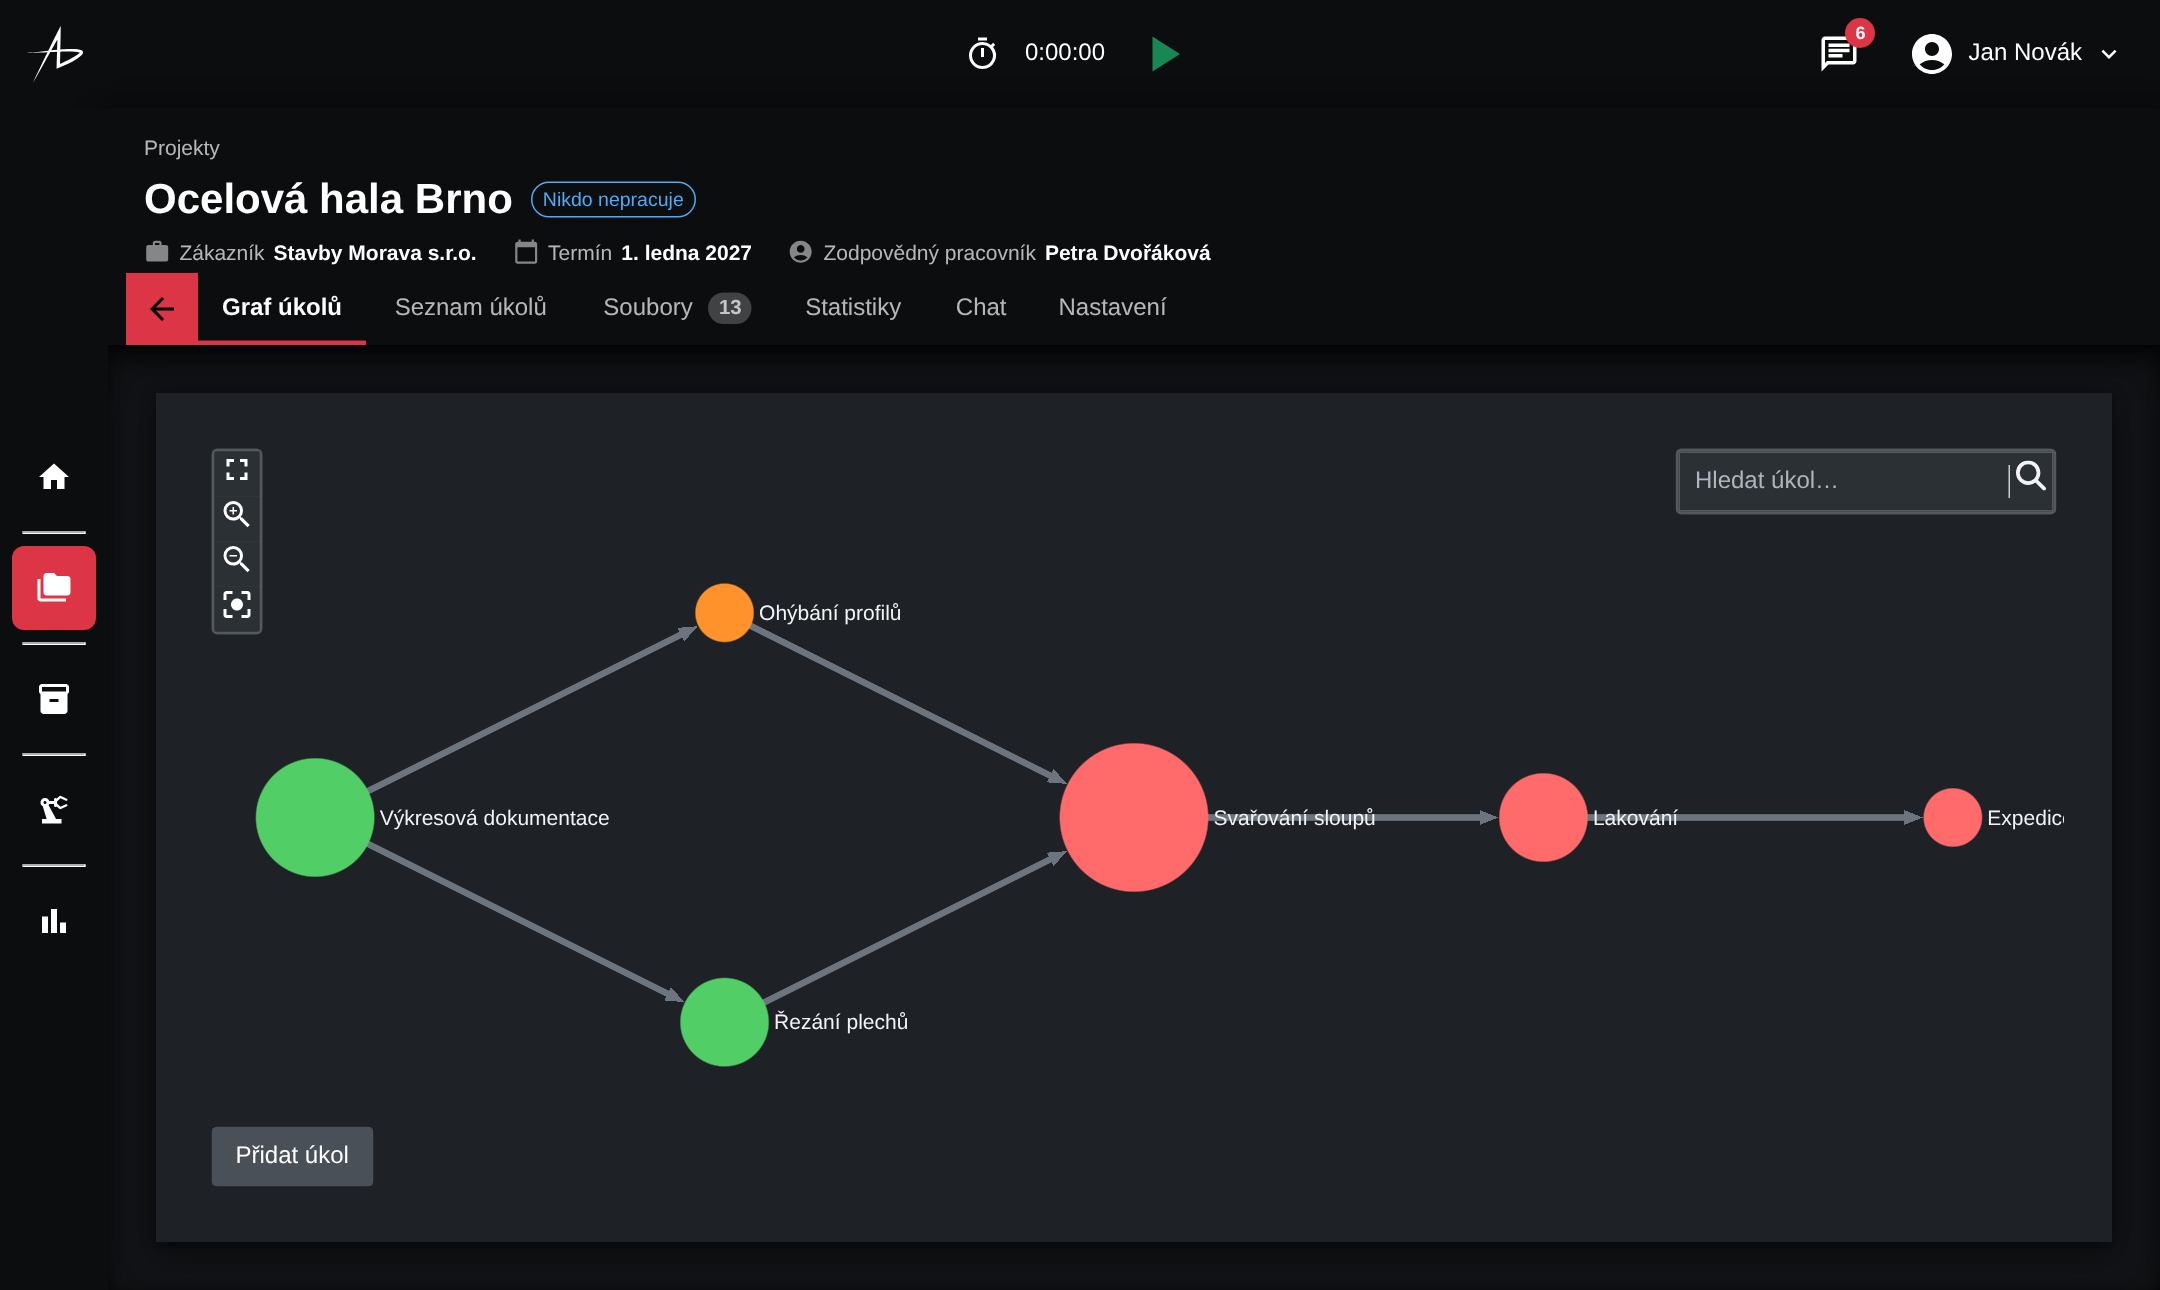 0:00:00
6
Jan Novák
Projekty
Ocelová hala Brno Nikdo nepracuje
Zákazník Stavby Morava s.r.o. Termín 1. ledna 2027 Zodpovědný pracovník Petra Dvořáková
Graf úkolů Seznam úkolů Soubory 13 Statistiky Chat Nastavení
Hledat úkol...
Ohýbání profilů
Výkresová dokumentace
Svařování sloupů
Lakování
Řezání plechů
Přidat úkol